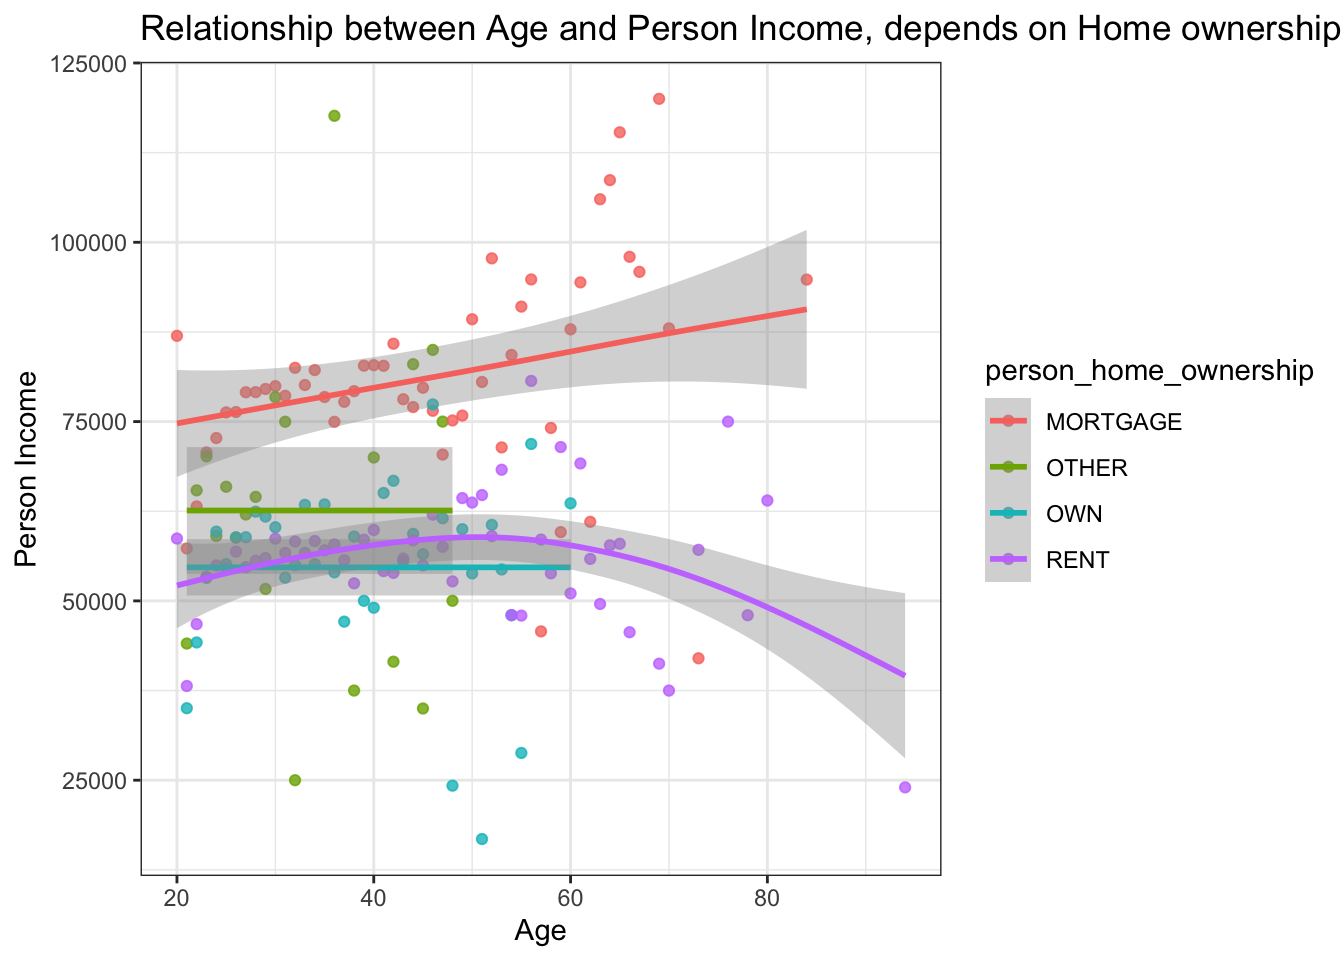 Relationship between Age and Person Income, depends on Home ownership
125000
100000
75000
50000
25000
Person Income
20 40 60 80
Age
person_home_ownership
MORTGAGE
OTHER
OWN
RENT